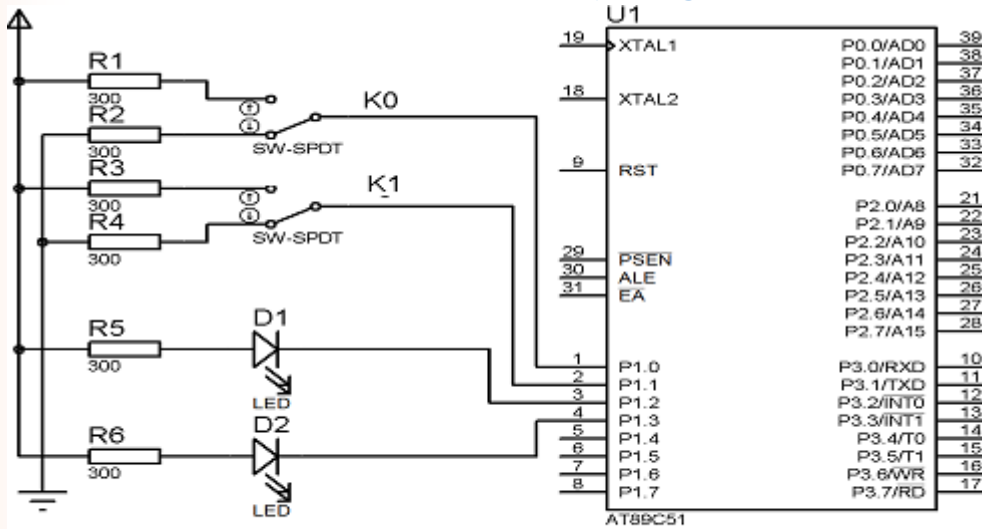 U1
19 XTAL1 P0.0/AD0 39
P0.1/AD1 38
P0.2/AD2 37
18 XTAL2 P0.3/AD3 36
P0.4/AD4 35
P0.5/AD5 34
P0.6/AD6 33
9 RST P0.7/AD7 32
P2.0/A8 21
P2.1/A9 22
P2.2/A10 23
29 PSEN P2.3/A11 24
30 ALE P2.4/A12 25
31 EA P2.5/A13 26
P2.6/A14 27
P2.7/A15 28
1 P1.0 P3.0/RXD 10
2 P1.1 P3.1/TXD 11
3 P1.2 P3.2/INT0 12
4 P1.3 P3.3/INT1 13
5 P1.4 P3.4/T0 14
6 P1.5 P3.5/T1 15
7 P1.6 P3.6/WR 16
8 P1.7 P3.7/RD 17
AT89C51
R1
300
R2
300
K0
SW-SPDT
R3
300
R4
300
K1
SW-SPDT
R5
300
D1
LED
R6
300
D2
LED